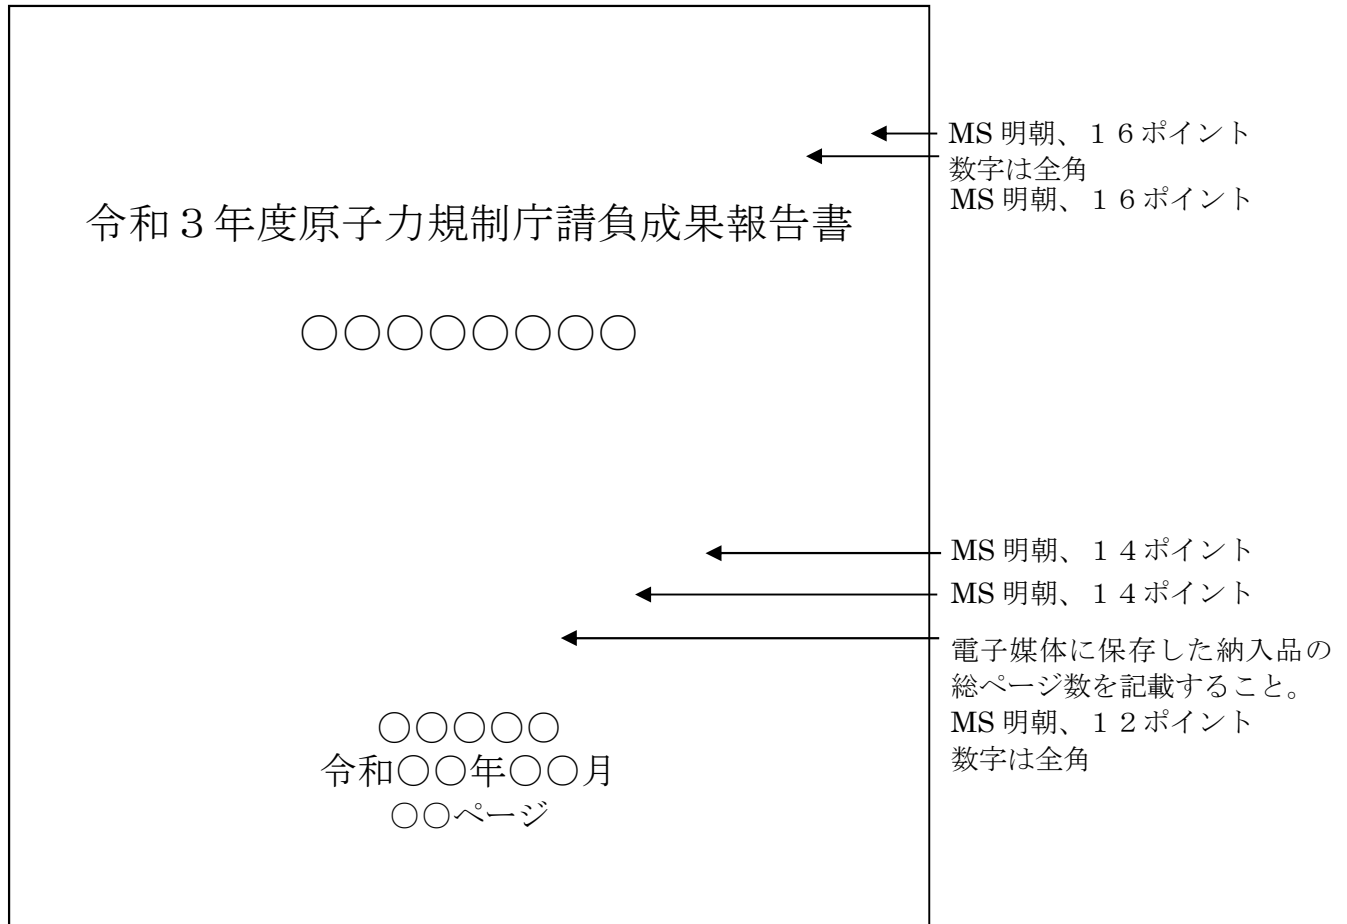 令和３年度原子力規制庁請負成果報告書
○○○○○○○○
○○○○○
令和○○年○○月
○○ページ
MS 明朝、１６ポイント
数字は全角
MS 明朝、１６ポイント
MS 明朝、１４ポイント
MS 明朝、１４ポイント
電子媒体に保存した納入品の
総ページ数を記載すること。
MS 明朝、１２ポイント
数字は全角